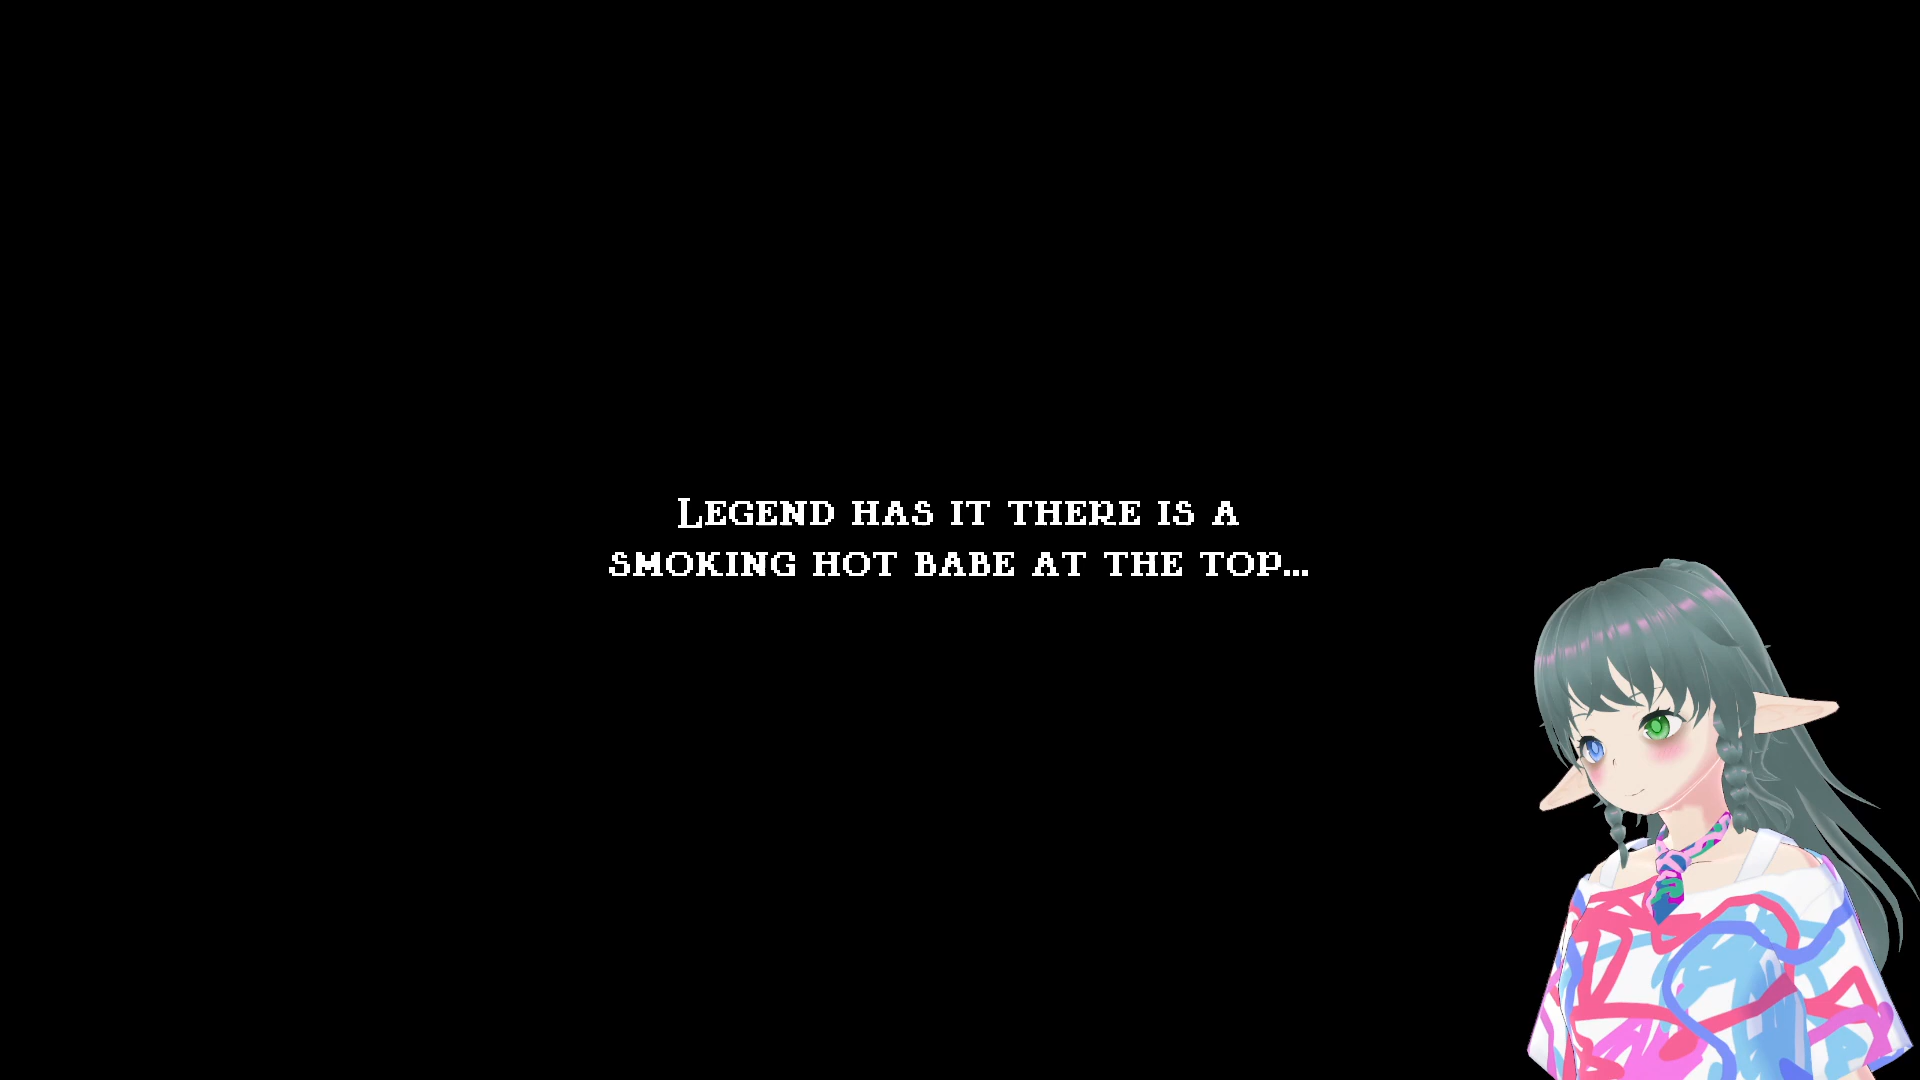 Legend has it there is a
smoking hot babe at the top...